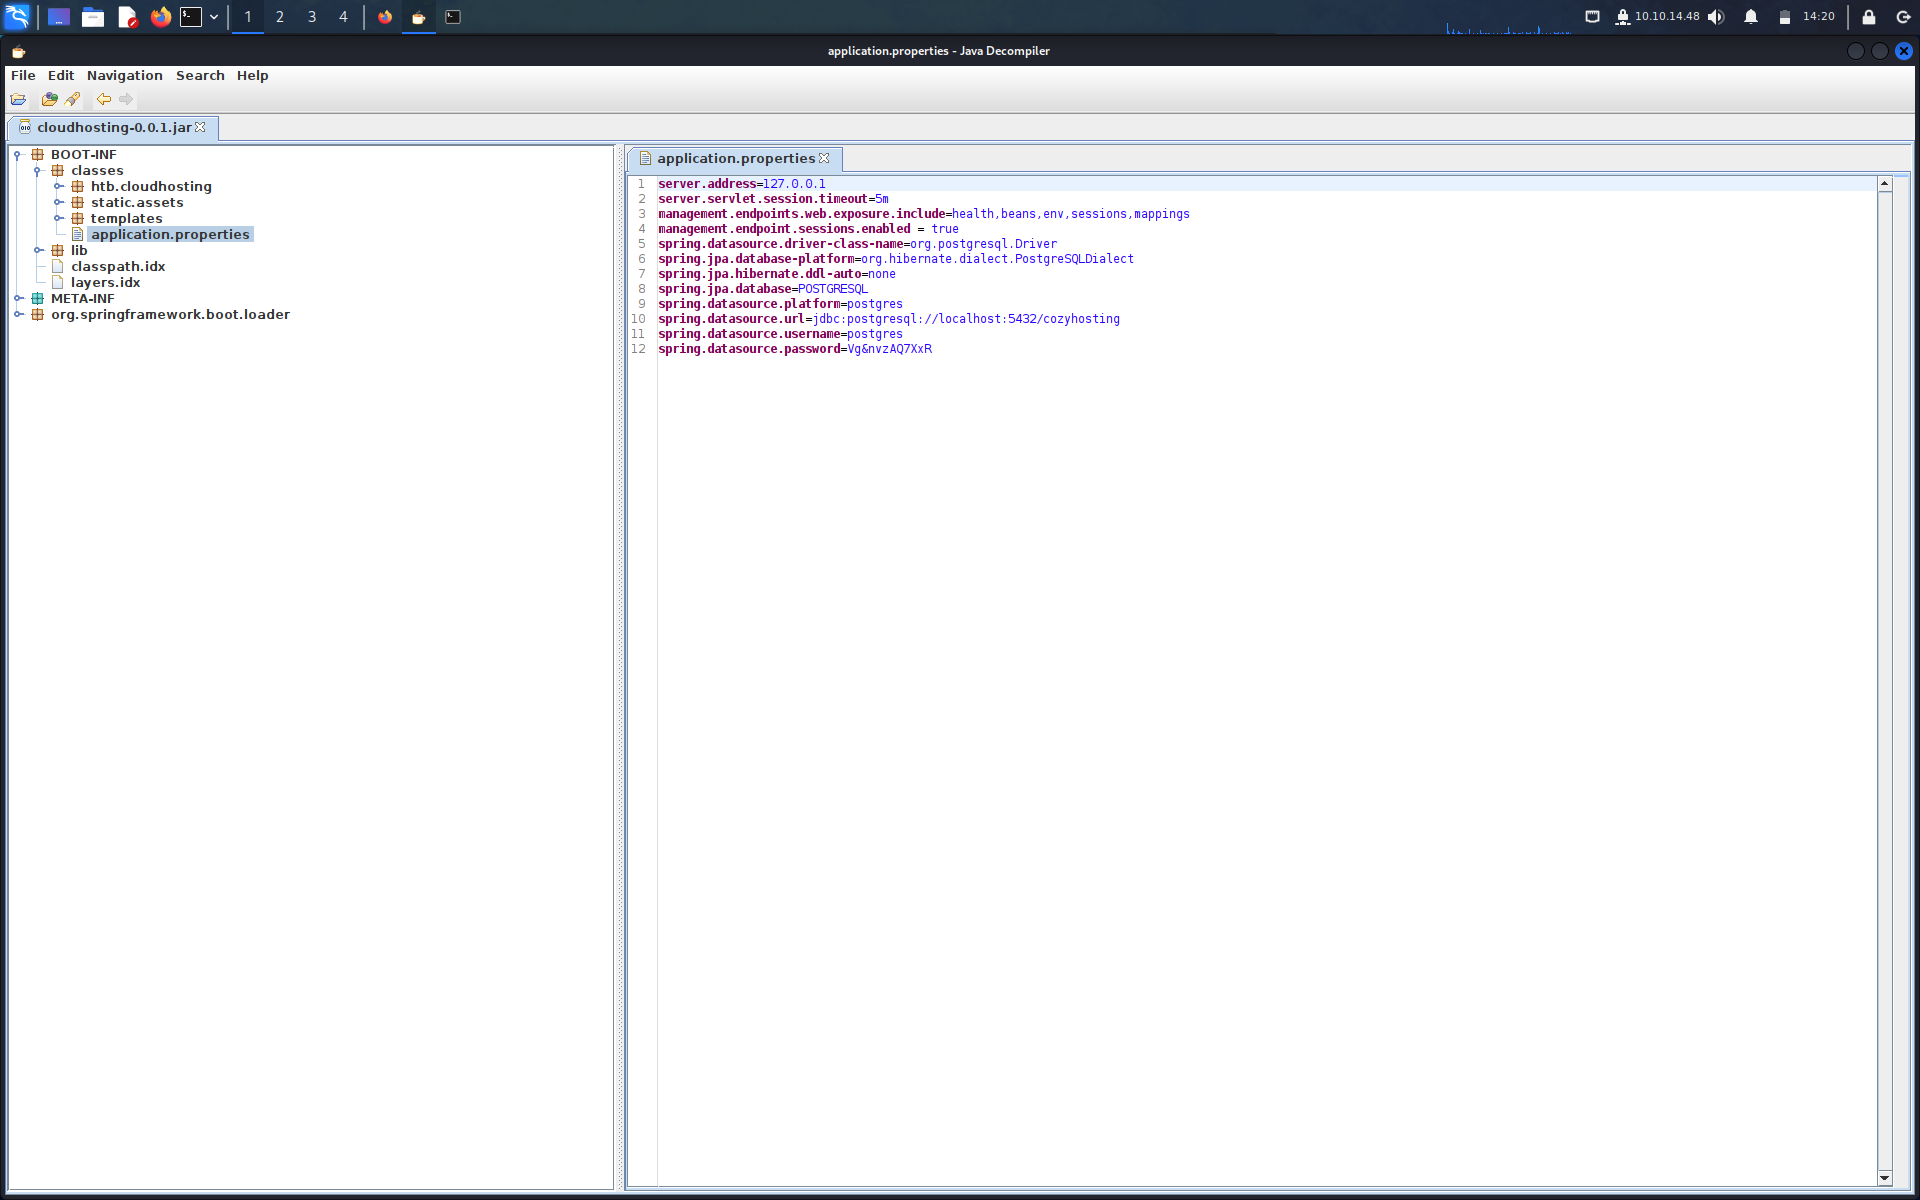 1 2 3 4 10.10.14.48 14:20
application.properties - Java Decompiler
File Edit Navigation Search Help
cloudhosting-0.0.1.jar
BOOT-INF
classes
htb.cloudhosting
static.assets
templates
application.properties
lib
classpath.idx
layers.idx
META-INF
org.springframework.boot.loader
application.properties
1 server.address=127.0.0.1
2 server.servlet.session.timeout=5m
3 management.endpoints.web.exposure.include=health,beans,env,sessions,mappings
4 management.endpoint.sessions.enabled = true
5 spring.datasource.driver-class-name=org.postgresql.Driver
6 spring.jpa.database-platform=org.hibernate.dialect.PostgreSQLDialect
7 spring.jpa.hibernate.ddl-auto=none
8 spring.jpa.database=POSTGRESQL
9 spring.datasource.platform=postgres
10 spring.datasource.url=jdbc:postgresql://localhost:5432/cozyhosting
11 spring.datasource.username=postgres
12 spring.datasource.password=Vg&nvzAQ7XxR